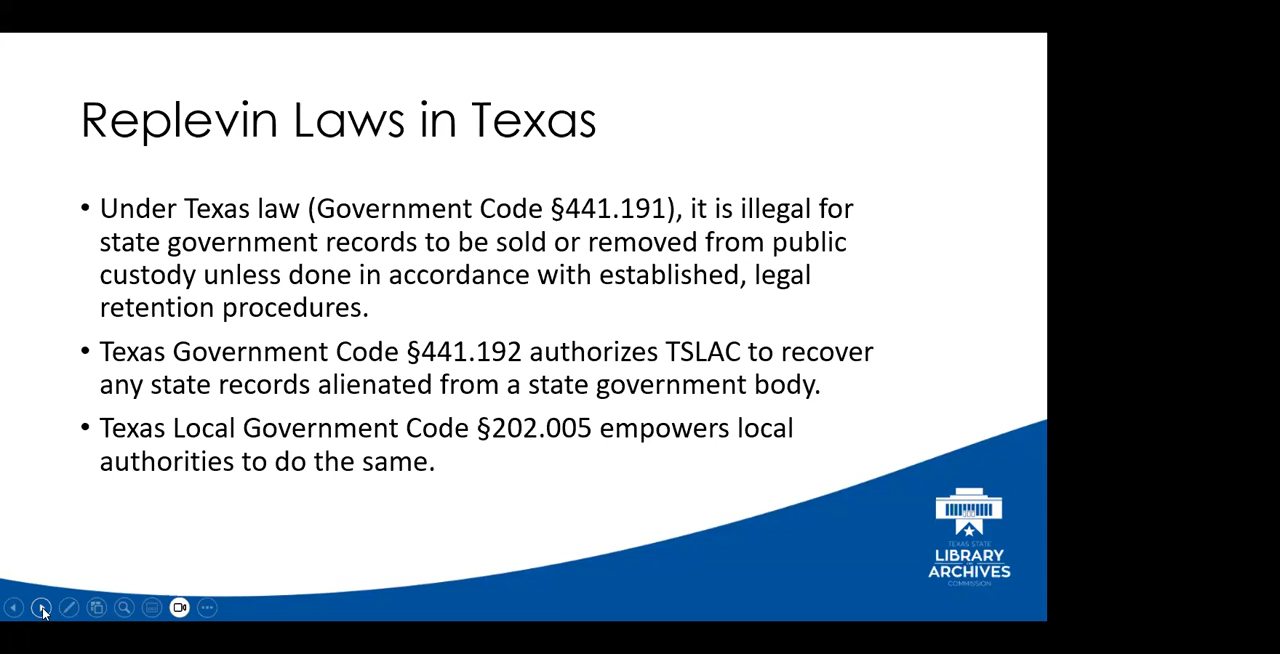 Replevin Laws in Texas
• Under Texas law (Government Code §441.191), it is illegal for
state government records to be sold or removed from public
custody unless done in accordance with established, legal
retention procedures.
• Texas Government Code §441.192 authorizes TSLAC to recover
any state records alienated from a state government body.
• Texas Local Government Code §202.005 empowers local
authorities to do the same.
TEXAS STATE
LIBRARY
ARCHIVES
COMMISSION